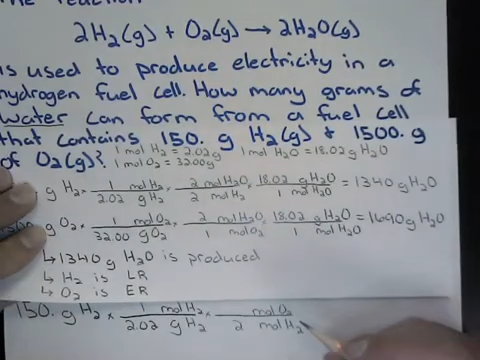 The reaction
2H₂(g) + O₂(g) → 2H₂O(g)
is used to produce electricity in a
hydrogen fuel cell. How many grams of
water can form from a fuel cell
that contains 150. g H₂(g) + 1500. g
of O₂(g)? 1 mol H₂ = 2.02g 1 mol H₂O = 18.02 g H₂O
1 mol O₂ = 32.00g
g H₂ × 1 mol H₂ / 2.02 g H₂ × 2 mol H₂O / 2 mol H₂ × 18.02 g H₂O / 1 mol H₂O = 1340 g H₂O
g O₂ × 1 mol O₂ / 32.00 g O₂ × 2 mol H₂O / 1 mol O₂ × 18.02 g H₂O / 1 mol H₂O = 1690 g H₂O
↳ 1340 g H₂O is produced
↳ H₂ is LR
↳ O₂ is ER
150. g H₂ × 1 mol H₂ / 2.02 g H₂ × mol O₂ / 2 mol H₂